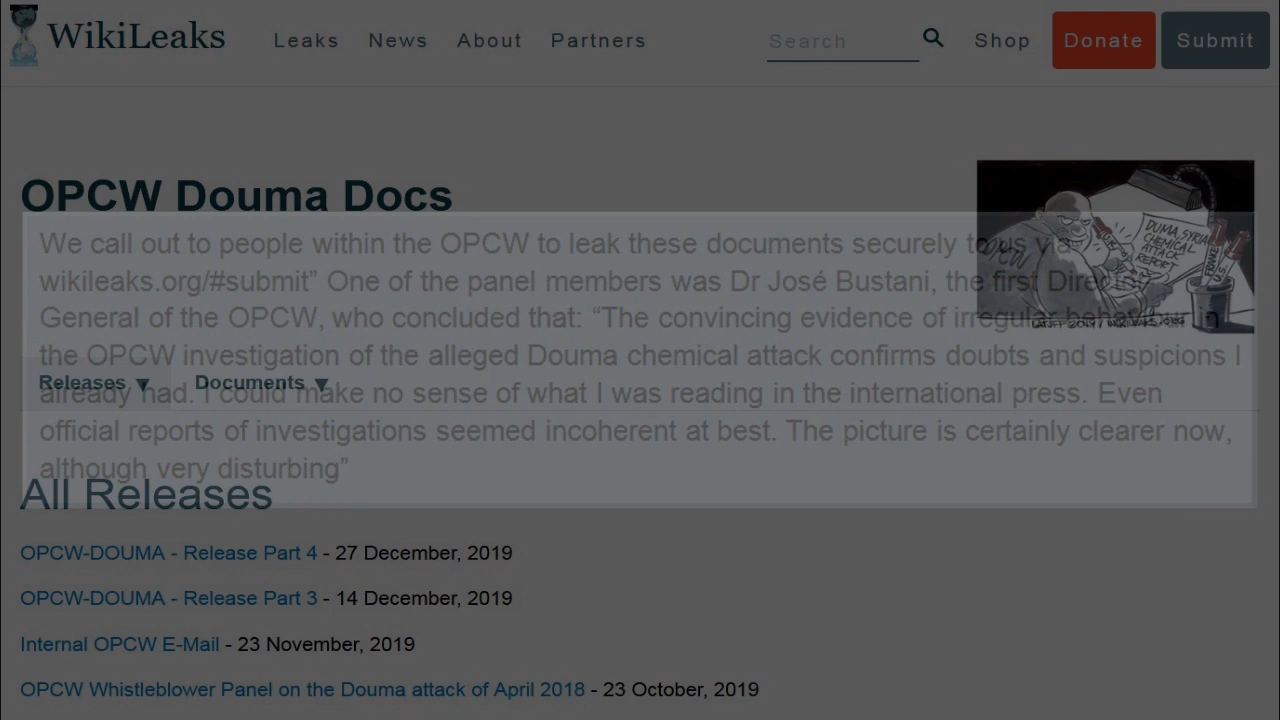 WikiLeaks Leaks News About Partners Search Shop Donate Submit
OPCW Douma Docs
We call out to people within the OPCW to leak these documents securely to us via
wikileaks.org/#submit” One of the panel members was Dr José Bustani, the first
General of the OPCW, who concluded that: “The convincing evidence of irregular
the OPCW investigation of the alleged Douma chemical attack confirms doubts and suspicions I
already had. I could make no sense of what I was reading in the international press. Even
official reports of investigations seemed incoherent at best. The picture is certainly clearer now,
although very disturbing”
DUMA SYRIA
CHEMICAL
ATTACK
REPORT
OPCW
Releases ▼ Documents ▼
All Releases
OPCW-DOUMA - Release Part 4 - 27 December, 2019
OPCW-DOUMA - Release Part 3 - 14 December, 2019
Internal OPCW E-Mail - 23 November, 2019
OPCW Whistleblower Panel on the Douma attack of April 2018 - 23 October, 2019